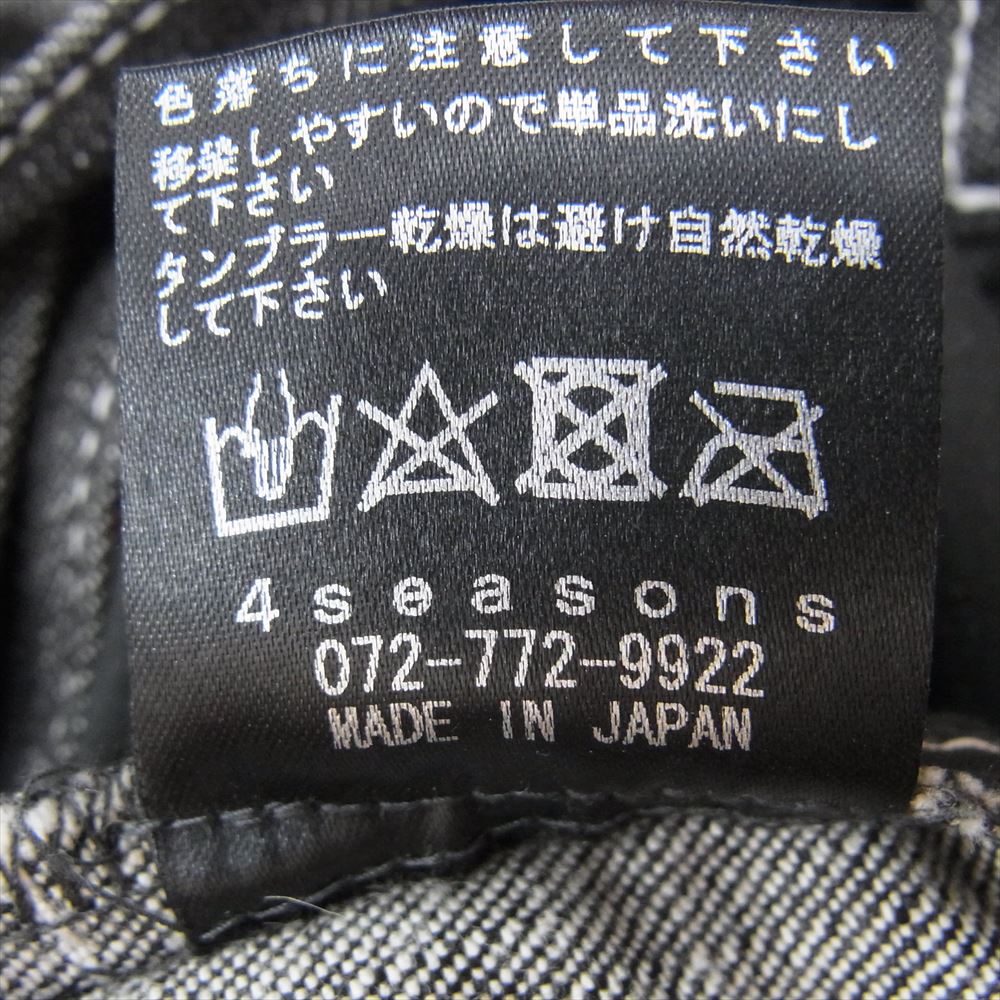 色落ちに注意して下さい
移染しやすいので単品洗いにし
て下さい
タンブラー乾燥は避け自然乾燥
して下さい
4seasons
072-772-9922
MADE IN JAPAN